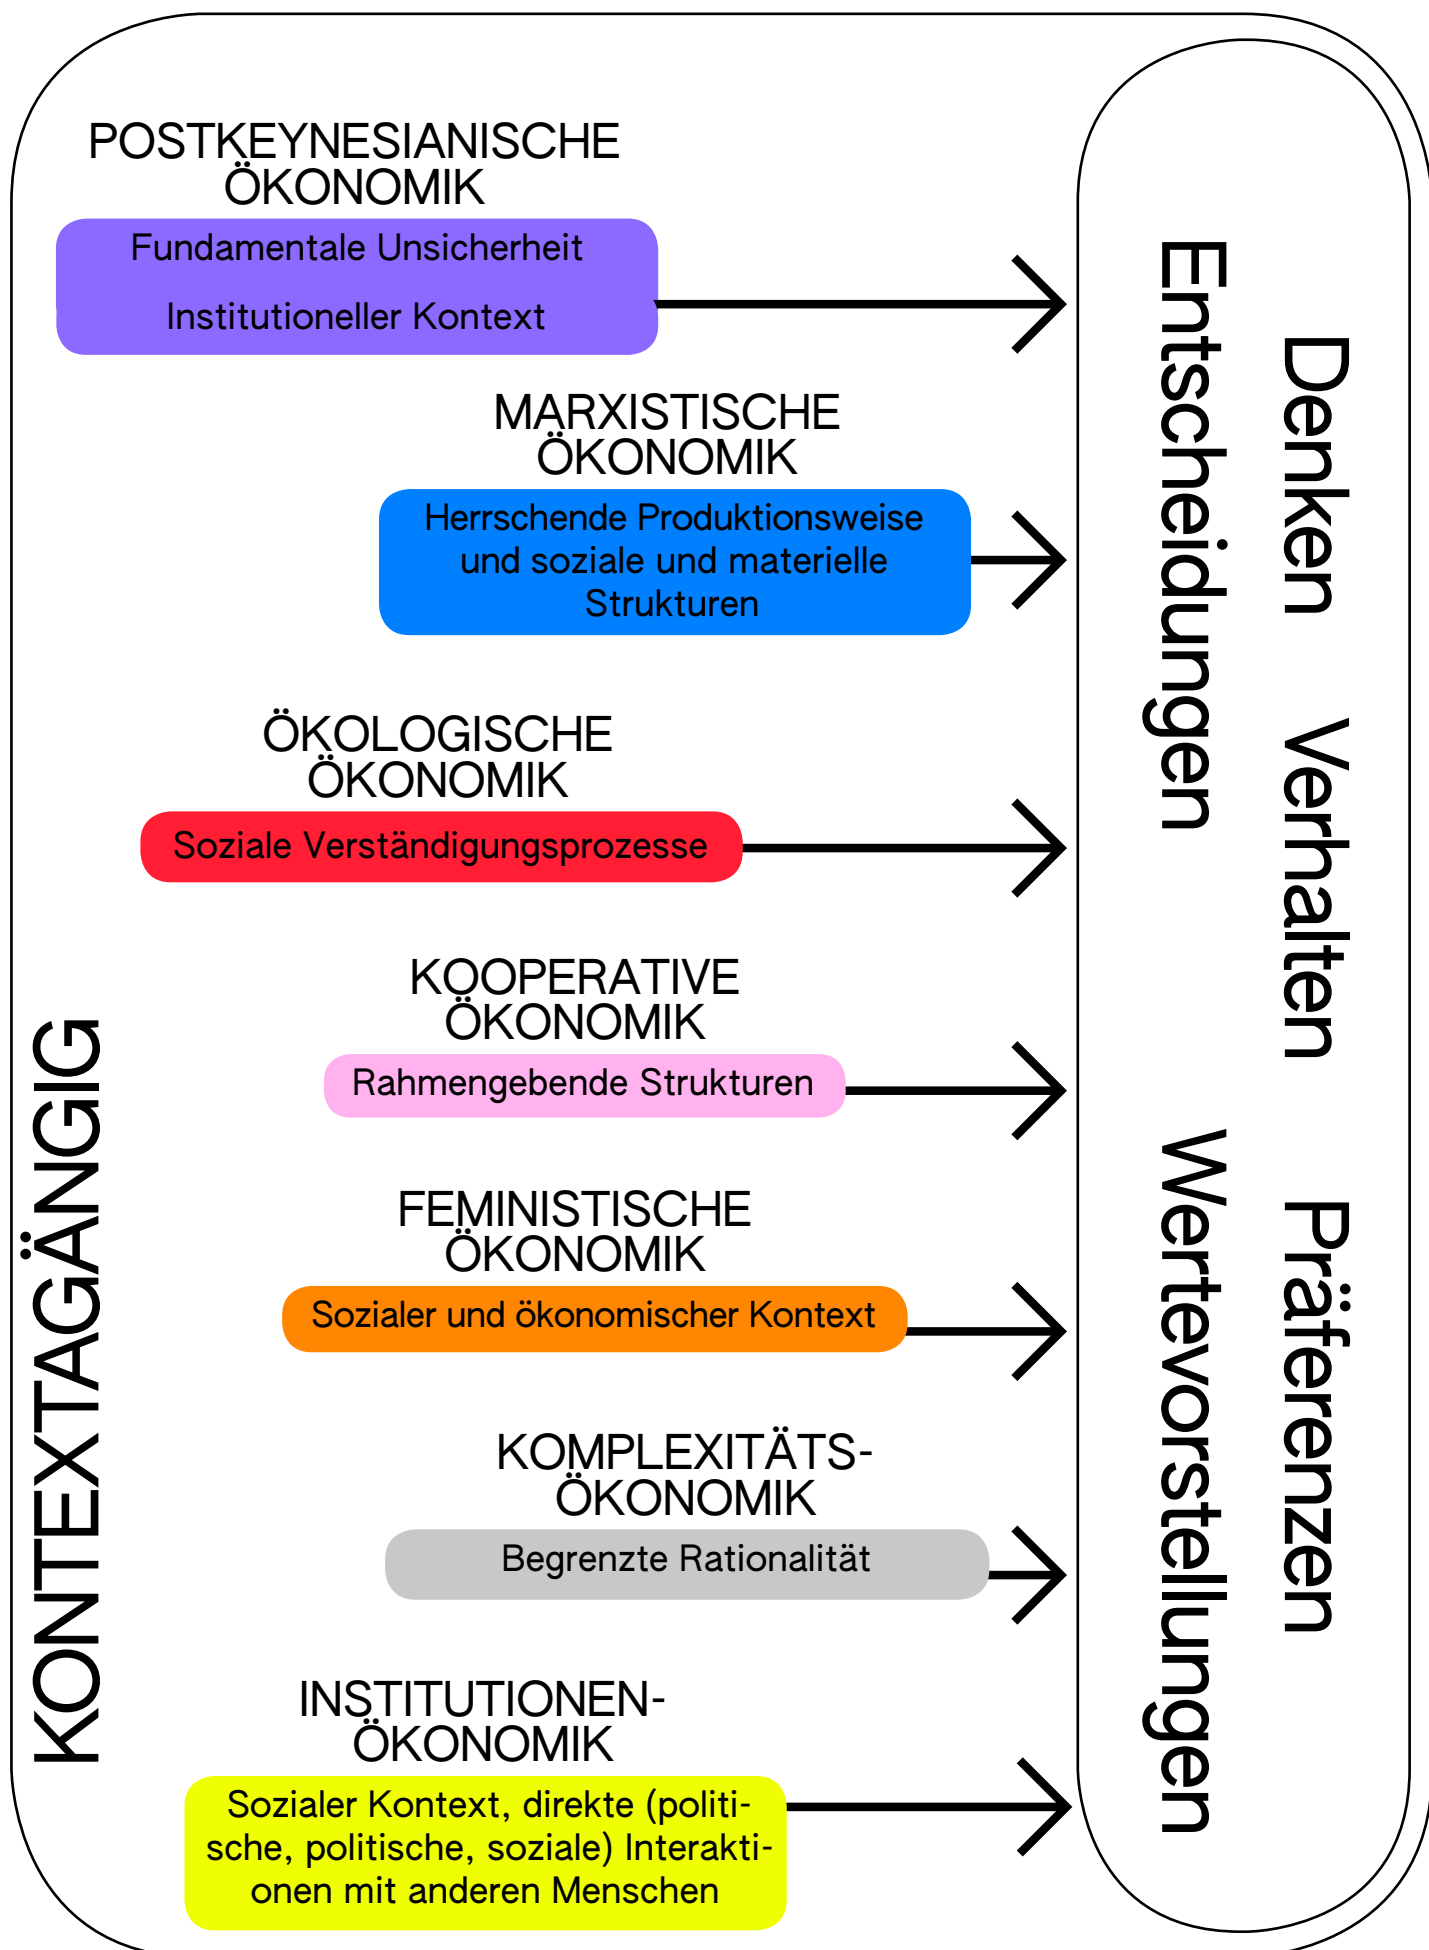 POSTKEYNESIANISCHE
ÖKONOMIK
Fundamentale Unsicherheit
Institutioneller Kontext
MARXISTISCHE
ÖKONOMIK
Herrschende Produktionsweise
und soziale und materielle
Strukturen
ÖKOLOGISCHE
ÖKONOMIK
Soziale Verständigungsprozesse
KOOPERATIVE
ÖKONOMIK
Rahmengebende Strukturen
FEMINISTISCHE
ÖKONOMIK
Sozialer und ökonomischer Kontext
KOMPLEXITÄTS-
ÖKONOMIK
Begrenzte Rationalität
INSTITUTIONEN-
ÖKONOMIK
Sozialer Kontext, direkte (politi-
sche, politische, soziale) Interakti-
onen mit anderen Menschen
KONTEXTAGÄNGIG
Denken Verhalten Präferenzen
Entscheidungen Wertevorstellungen